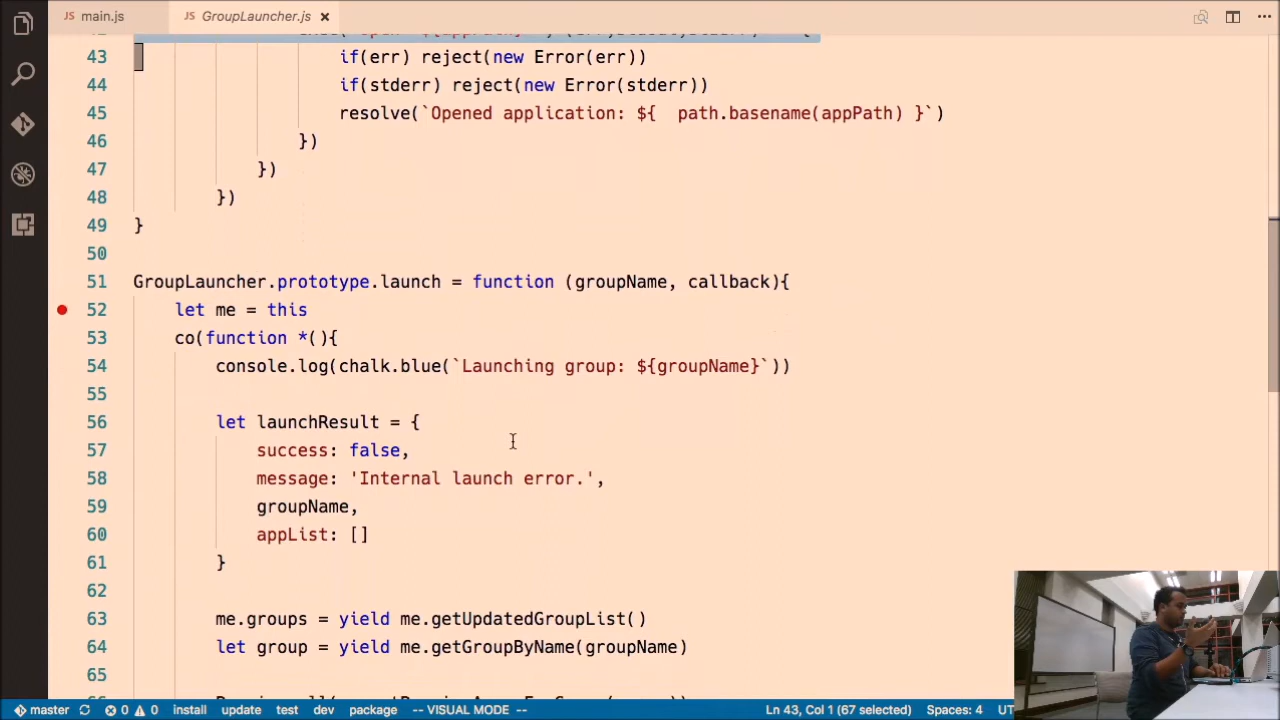 main.js
GroupLauncher.js
43 if(err) reject(new Error(err))
44 if(stderr) reject(new Error(stderr))
45 resolve(`Opened application: ${  path.basename(appPath) }`)
46 })
47 })
48 })
49 }
50
51 GroupLauncher.prototype.launch = function (groupName, callback){
52 let me = this
53 co(function *(){
54 console.log(chalk.blue(`Launching group: ${groupName}`))
55
56 let launchResult = {
57 success: false,
58 message: 'Internal launch error.',
59 groupName,
60 appList: []
61 }
62
63 me.groups = yield me.getUpdatedGroupList()
64 let group = yield me.getGroupByName(groupName)
65
master 0 0 install update test dev package -- VISUAL MODE -- Ln 43, Col 1 (67 selected) Spaces: 4